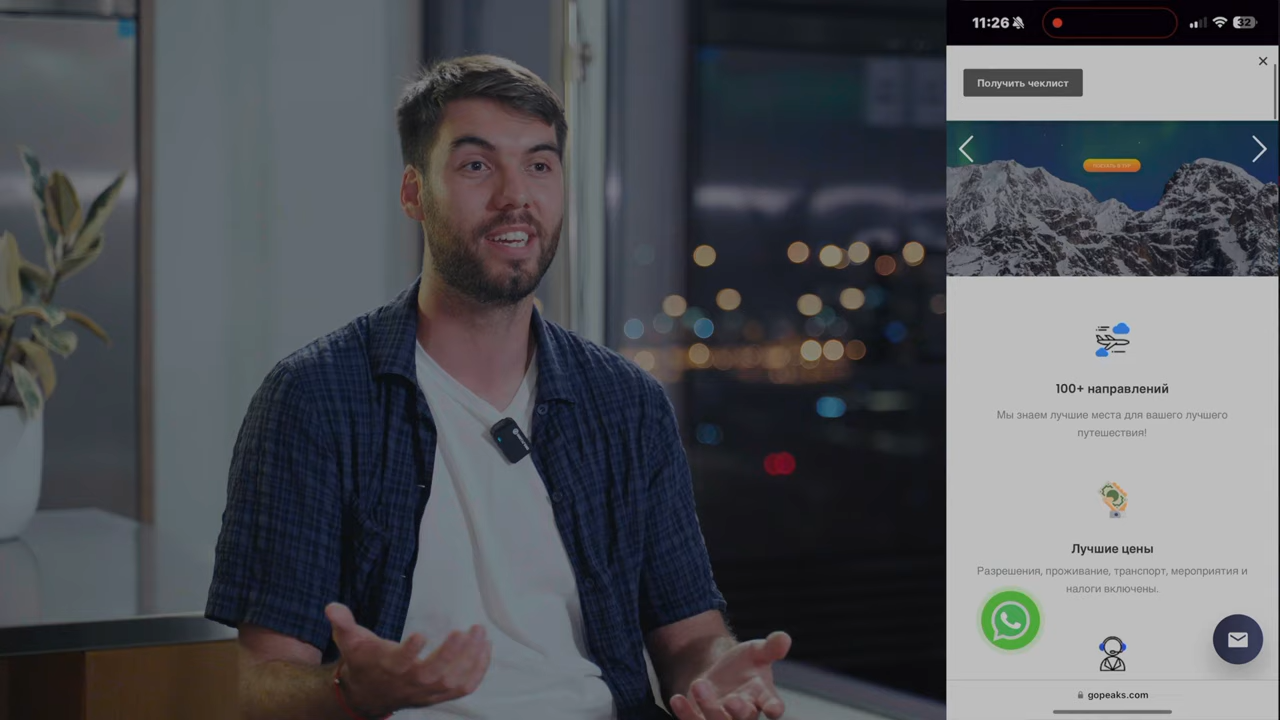 11:26
32
Получить чеклист
100+ направлений
Мы знаем лучшие места для вашего лучшего
путешествия!
Лучшие цены
Разрешения, проживание, транспорт, мероприятия и
налоги включены.
gopeaks.com